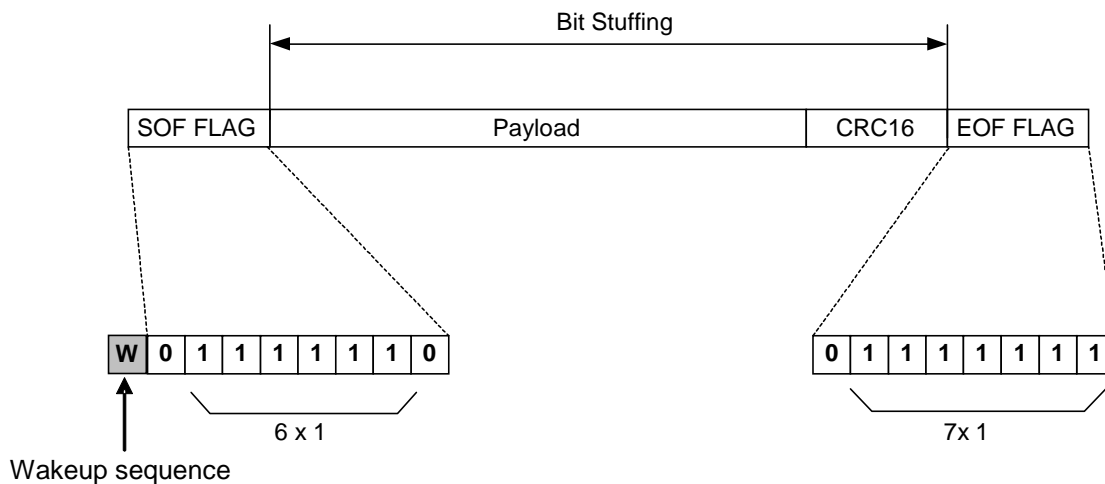 Bit Stuffing
SOF FLAG Payload CRC16 EOF FLAG
W 0 1 1 1 1 1 1 0 0 1 1 1 1 1 1 1
6 x 1 7x 1
Wakeup sequence